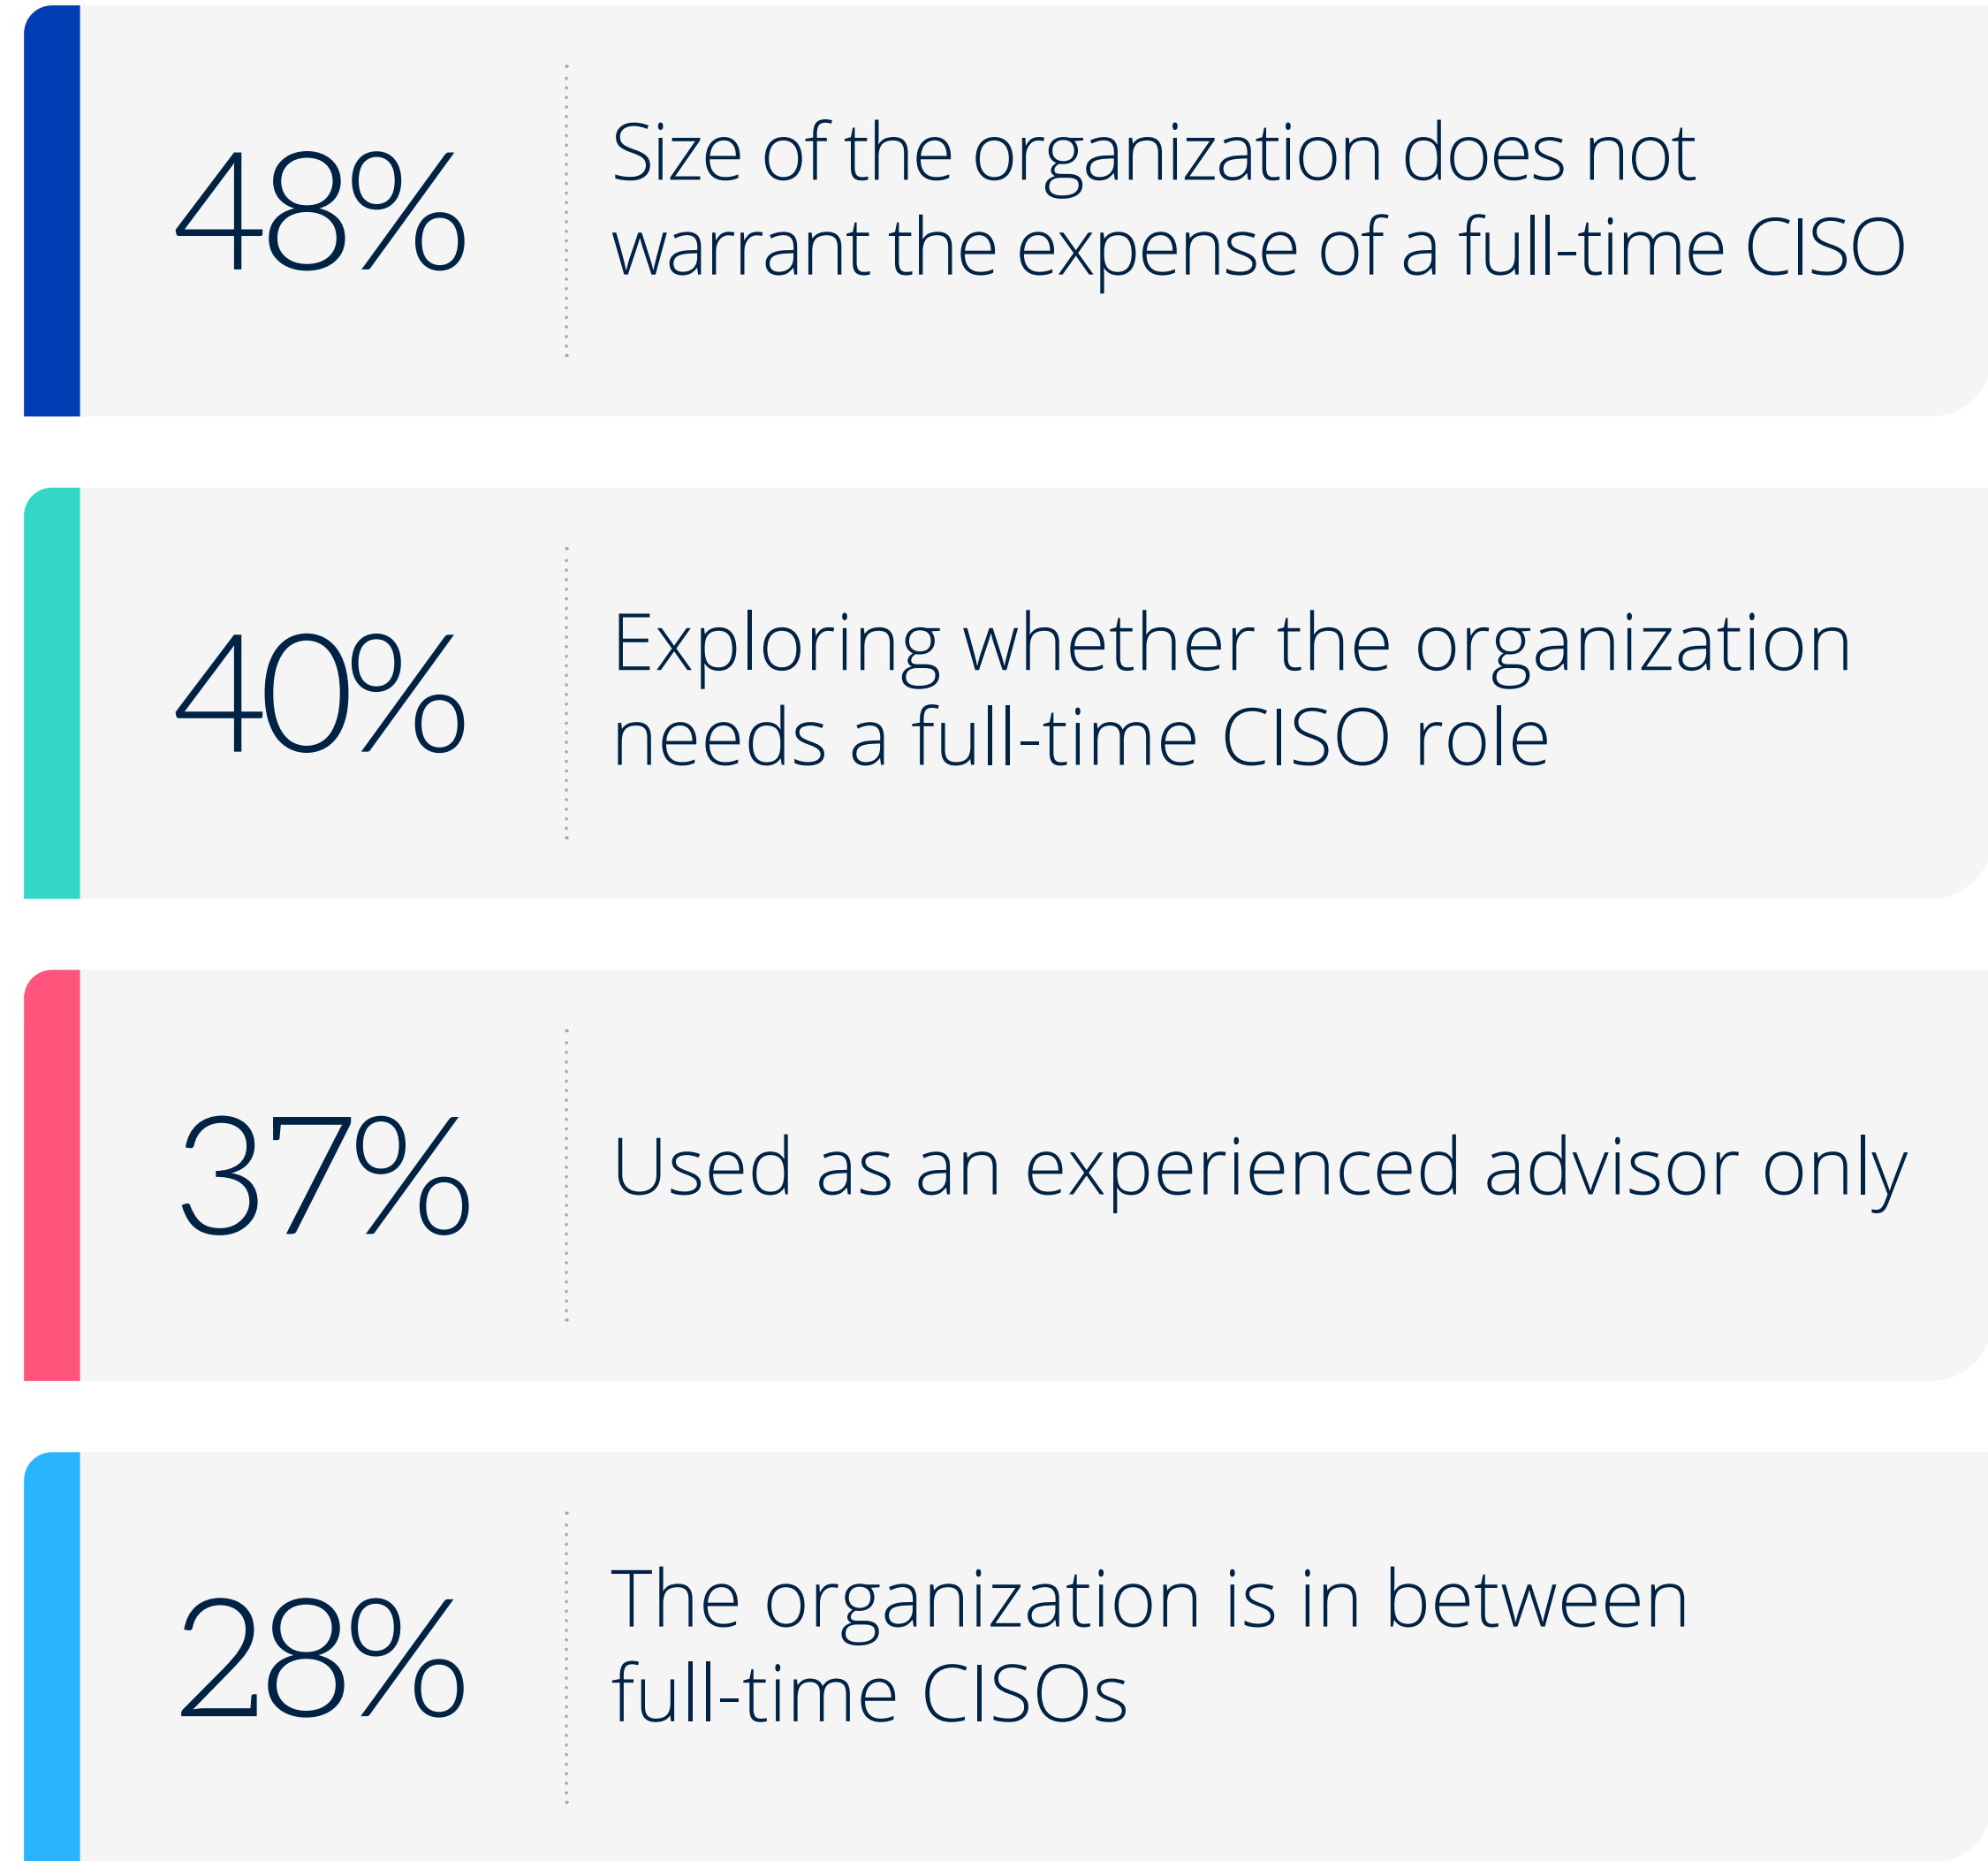 48%
Size of the organization does not
warrant the expense of a full-time CISO
40%
Exploring whether the organization
needs a full-time CISO role
37%
Used as an experienced advisor only
28%
The organization is in between
full-time CISOs